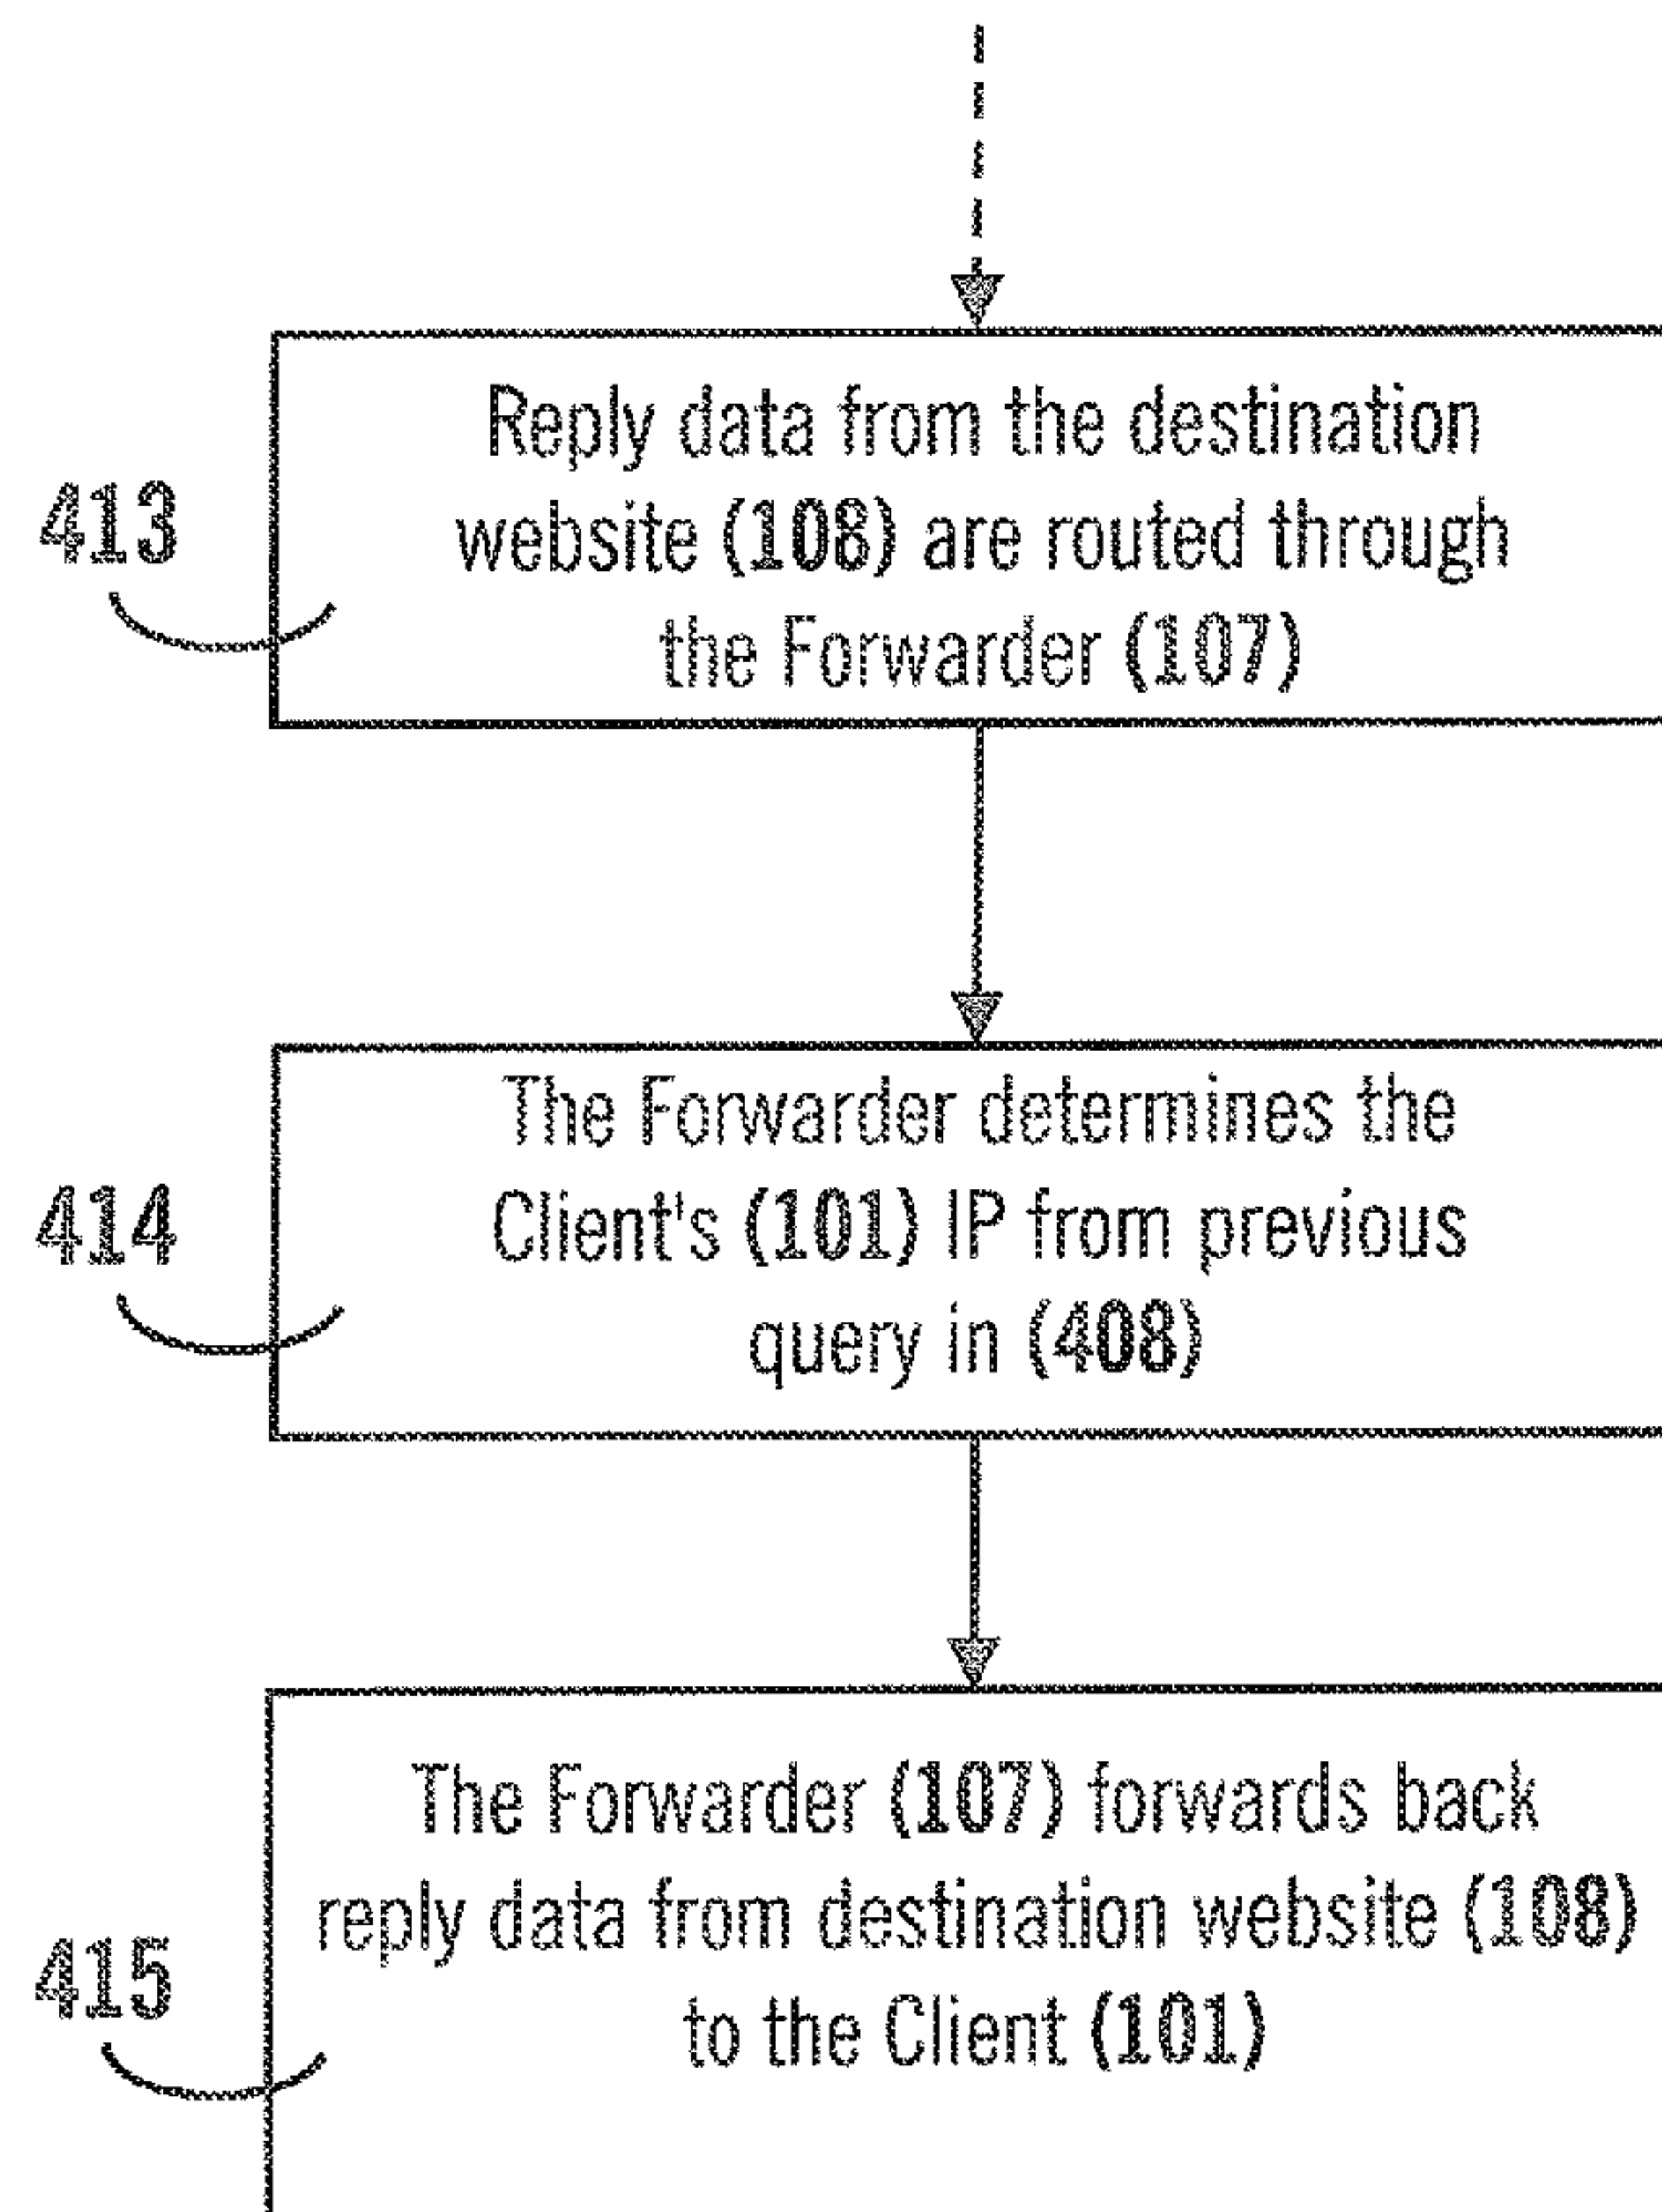 Reply data from the destination
website (108) are routed through
the Forwarder (107)
413
The Forwarder determines the
Client's (101) IP from previous
query in (408)
414
The Forwarder (107) forwards back
reply data from destination website (108)
to the Client (101)
415